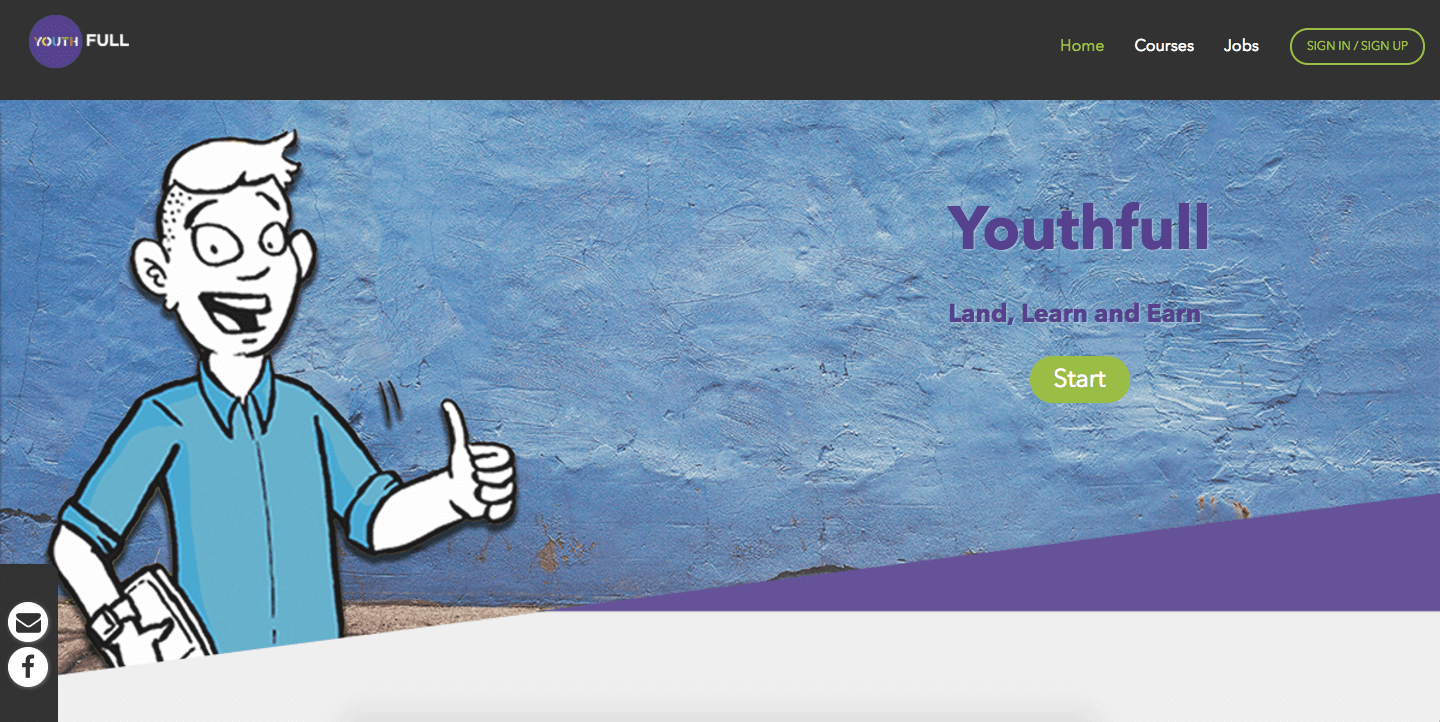 YOUTH FULL
Home Courses Jobs SIGN IN / SIGN UP
Youthfull
Land, Learn and Earn
Start